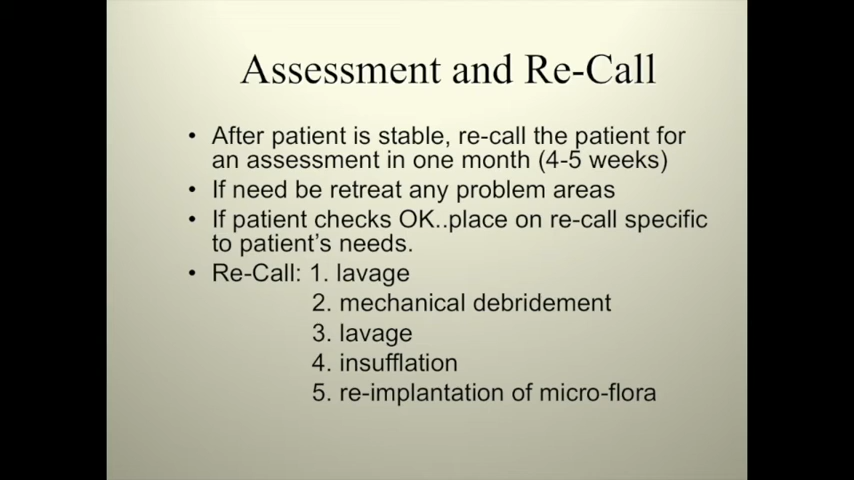 Assessment and Re-Call
• After patient is stable, re-call the patient for
an assessment in one month (4-5 weeks)
• If need be retreat any problem areas
• If patient checks OK..place on re-call specific
to patient's needs.
• Re-Call: 1. lavage
2. mechanical debridement
3. lavage
4. insufflation
5. re-implantation of micro-flora